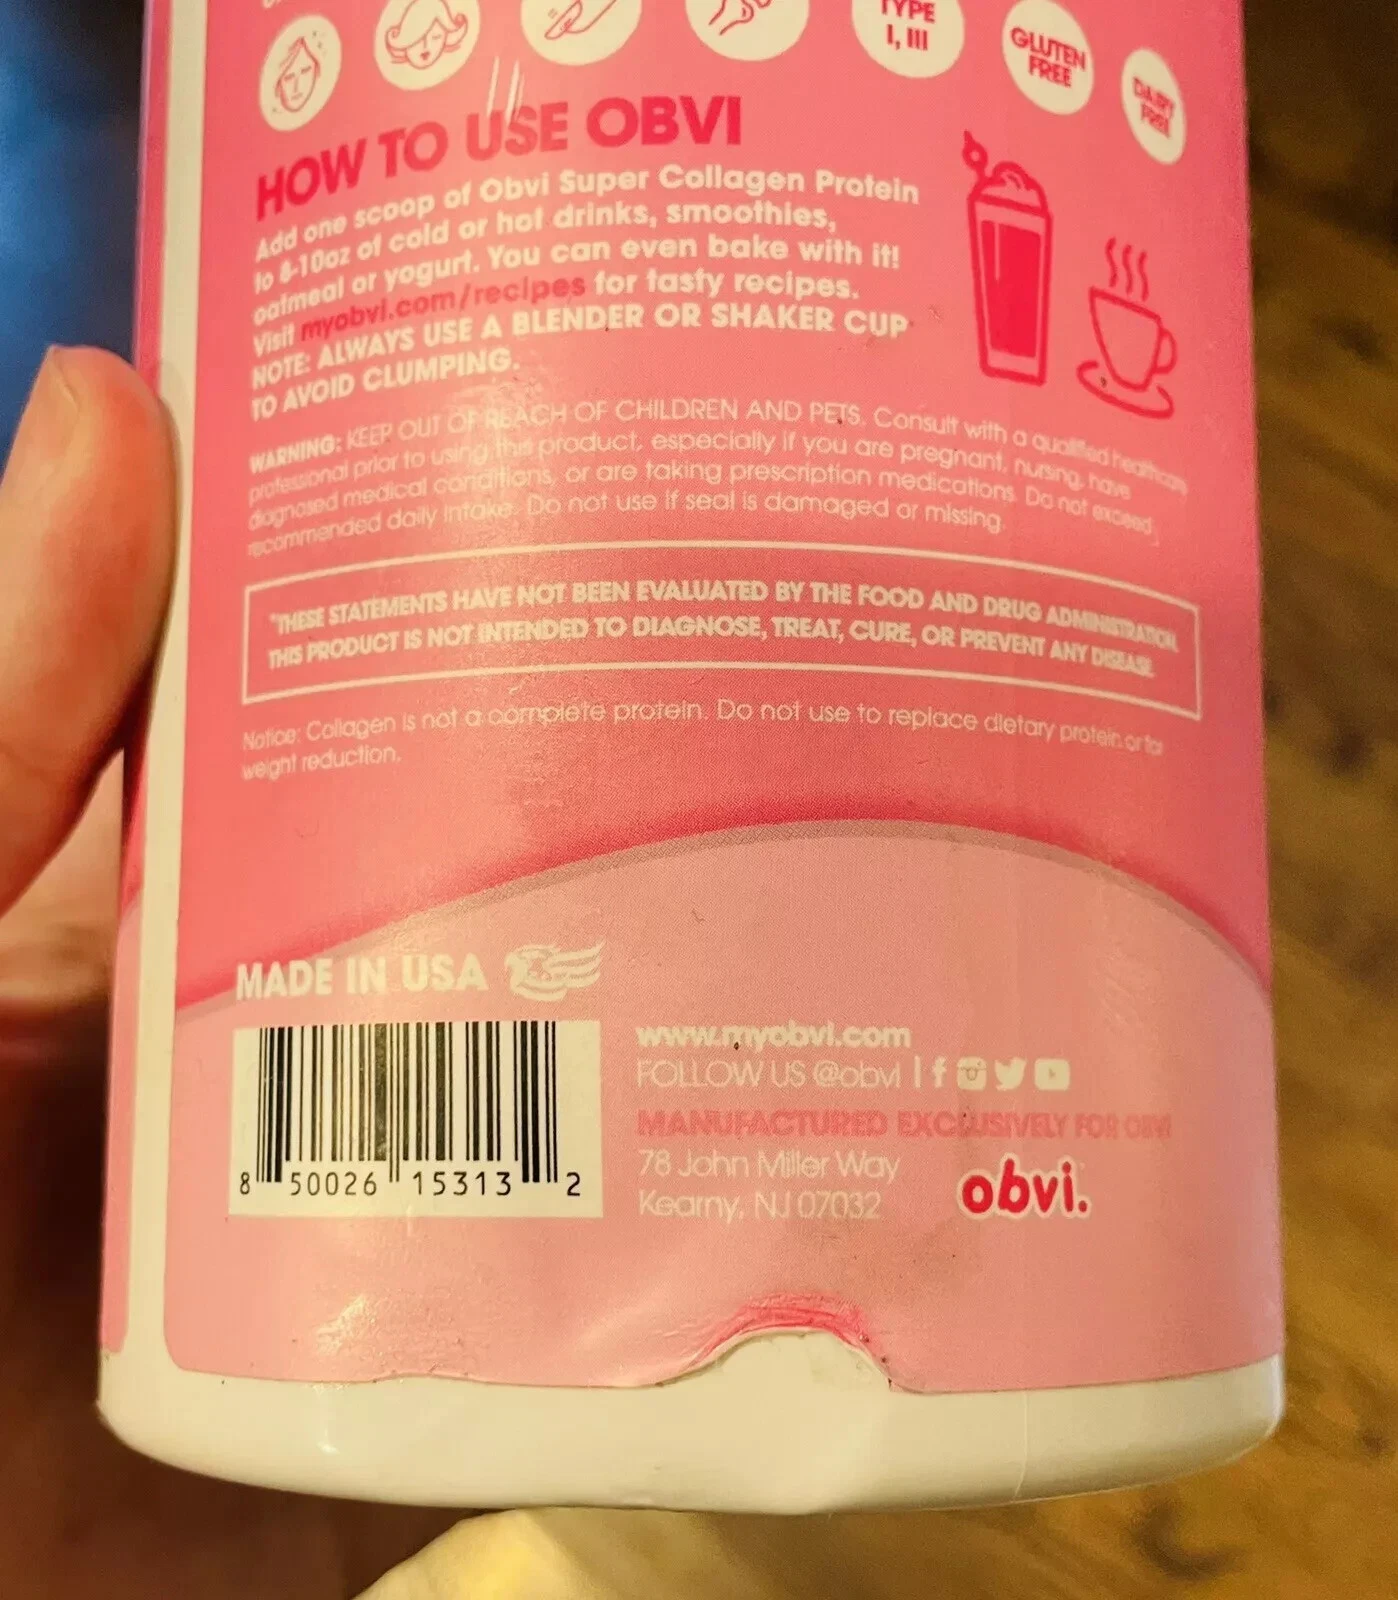 TYPE
I, III
GLUTEN
FREE
DAIRY
FREE
HOW TO USE OBVI
Add one scoop of Obvi Super Collagen Protein
to 8-10oz of cold or hot drinks, smoothies,
oatmeal or yogurt. You can even bake with it!
Visit myobvi.com/recipes for tasty recipes.
NOTE: ALWAYS USE A BLENDER OR SHAKER CUP
TO AVOID CLUMPING.
WARNING: KEEP OUT OF REACH OF CHILDREN AND PETS. Consult with a qualified healthcare
professional prior to using this product, especially if you are pregnant, nursing, have
diagnosed medical conditions, or are taking prescription medications. Do not exceed
recommended daily intake. Do not use if seal is damaged or missing.
*THESE STATEMENTS HAVE NOT BEEN EVALUATED BY THE FOOD AND DRUG ADMINISTRATION.
THIS PRODUCT IS NOT INTENDED TO DIAGNOSE, TREAT, CURE, OR PREVENT ANY DISEASE.
Notice: Collagen is not a complete protein. Do not use to replace dietary protein or for
weight reduction.
MADE IN USA
8 50026 15313 2
www.myobvi.com
FOLLOW US @obvi |
MANUFACTURED EXCLUSIVELY FOR OBVI
78 John Miller Way
Kearny, NJ 07032
obvi.